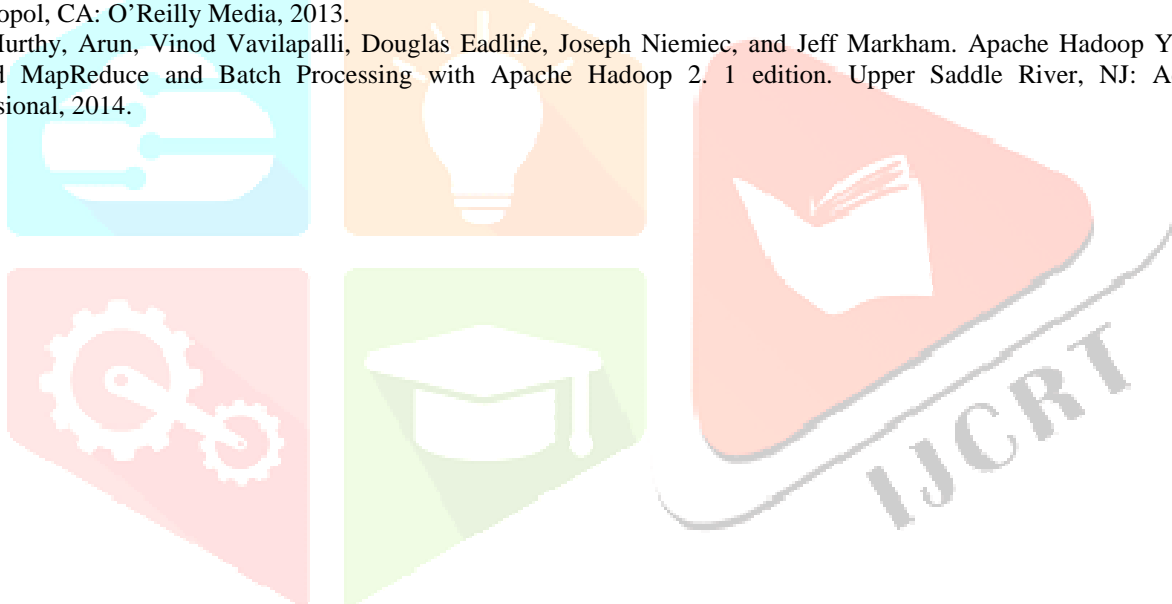 opol, CA: O’Reilly Media, 2013.
urthy, Arun, Vinod Vavilapalli, Douglas Eadline, Joseph Niemiec, and Jeff Markham. Apache Hadoop Y
d MapReduce and Batch Processing with Apache Hadoop 2. 1 edition. Upper Saddle River, NJ: A
sional, 2014.
IJCRT